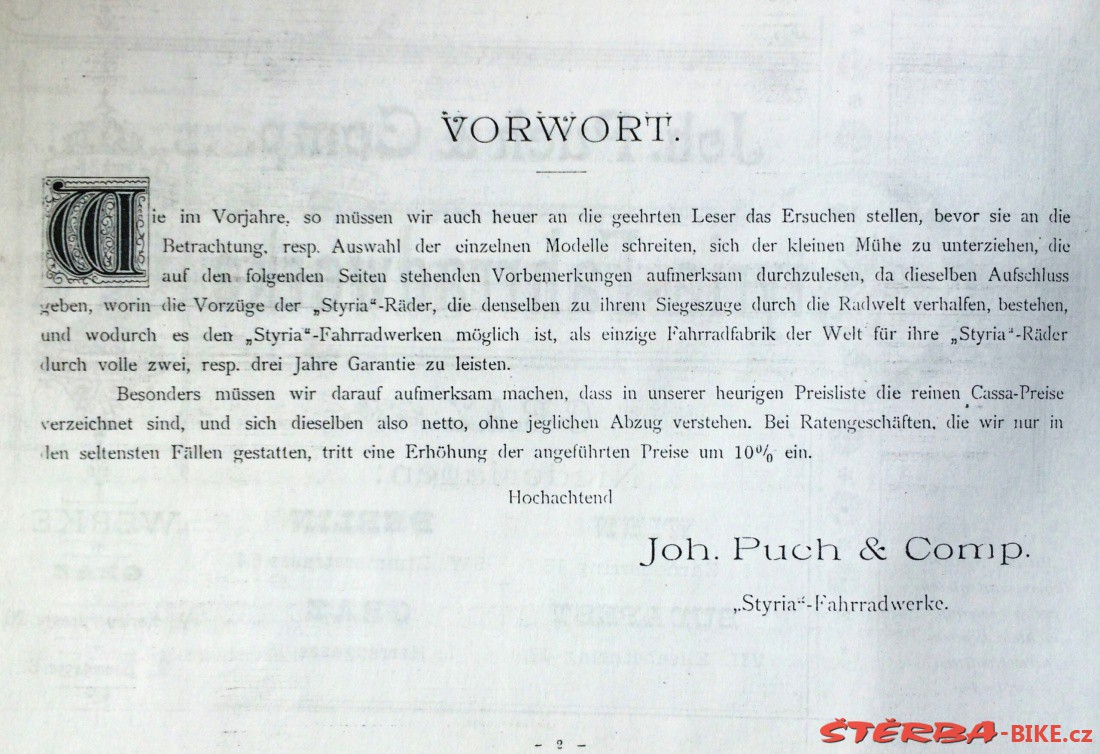 VORWORT.
Wie im Vorjahre, so müssen wir auch heuer an die geehrten Leser das Ersuchen stellen, bevor sie an die
Betrachtung, resp. Auswahl der einzelnen Modelle schreiten, sich der kleinen Mühe zu unterziehen, die
auf den folgenden Seiten stehenden Vorbemerkungen aufmerksam durchzulesen, da dieselben Aufschluss
geben, worin die Vorzüge der „Styria“-Räder, die denselben zu ihrem Siegeszuge durch die Radwelt verhalfen, bestehen,
und wodurch es den „Styria“-Fahrradwerken möglich ist, als einzige Fahrradfabrik der Welt für ihre „Styria“-Räder
durch volle zwei, resp. drei Jahre Garantie zu leisten.
Besonders müssen wir darauf aufmerksam machen, dass in unserer heurigen Preisliste die reinen Cassa-Preise
verzeichnet sind, und sich dieselben also netto, ohne jeglichen Abzug verstehen. Bei Ratengeschäften, die wir nur in
den seltensten Fällen gestatten, tritt eine Erhöhung der angeführten Preise um 10% ein.
Hochachtend
Joh. Puch & Comp.
„Styria“-Fahrradwerke.
- 2 -
ŠTĚRBA-BIKE.cz